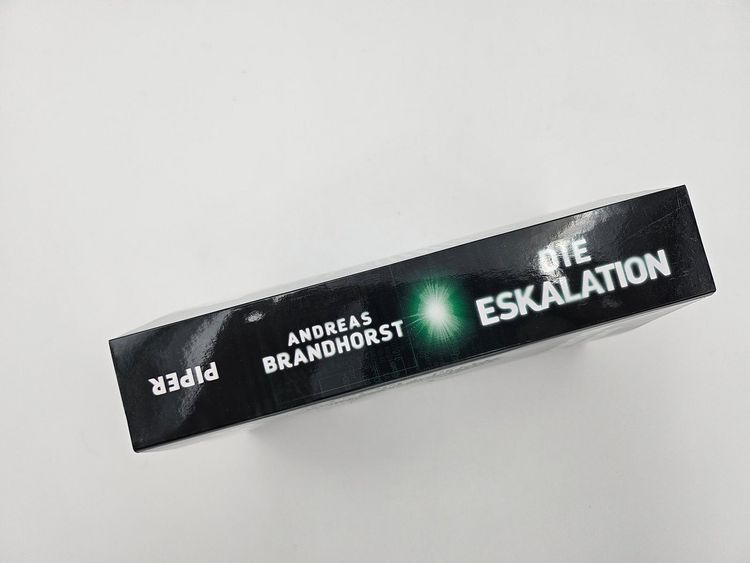 PIPER
ANDREAS
BRANDHORST
DIE
ESKALATION